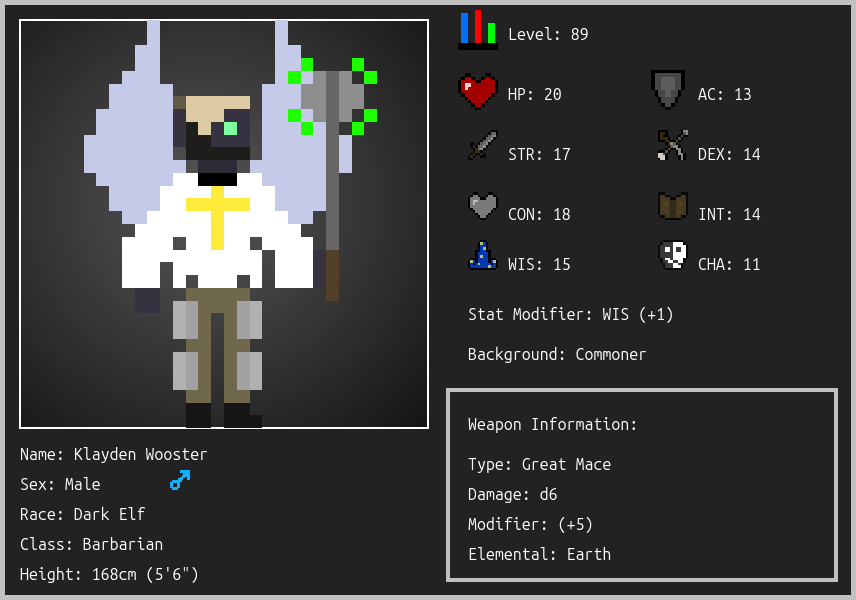 Level: 89
HP: 20
AC: 13
STR: 17
DEX: 14
CON: 18
INT: 14
WIS: 15
CHA: 11
Stat Modifier: WIS (+1)
Background: Commoner
Weapon Information:
Type: Great Mace
Damage: d6
Modifier: (+5)
Elemental: Earth
Name: Klayden Wooster
Sex: Male
Race: Dark Elf
Class: Barbarian
Height: 168cm (5'6")